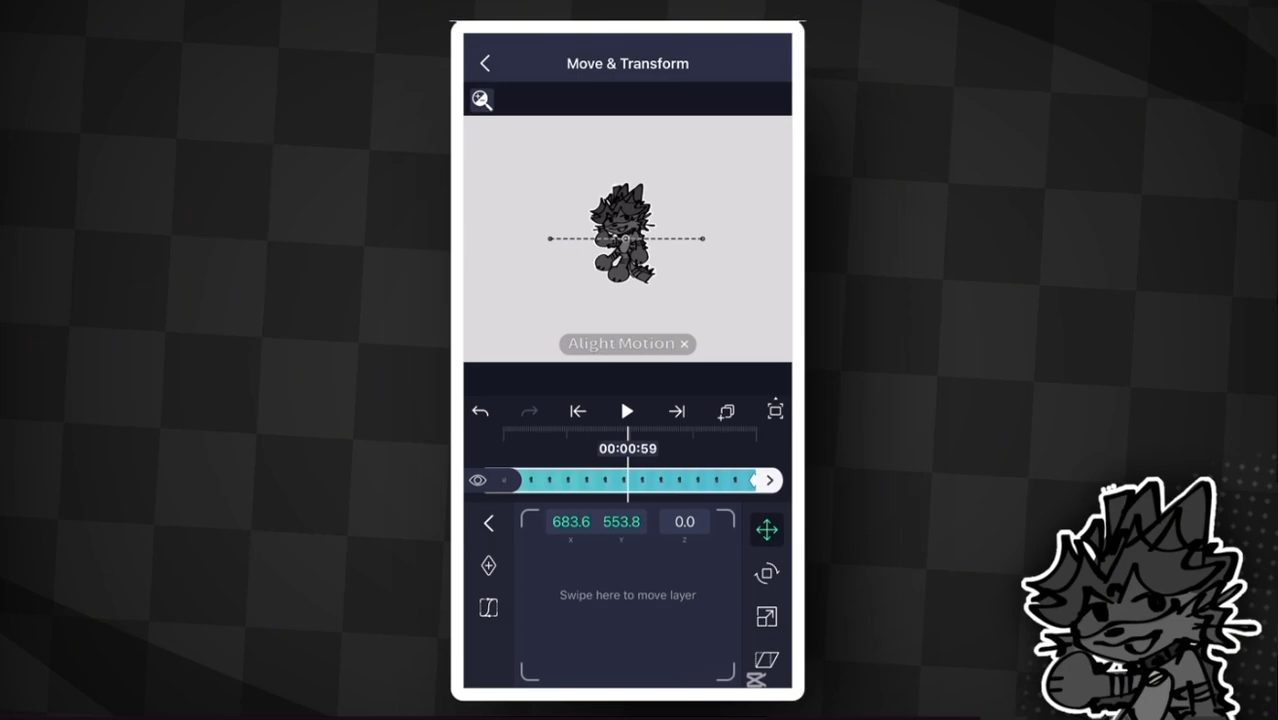 Move & Transform
Alight Motion ×
00:00:59
683.6 553.8 0.0
X Y Z
Swipe here to move layer